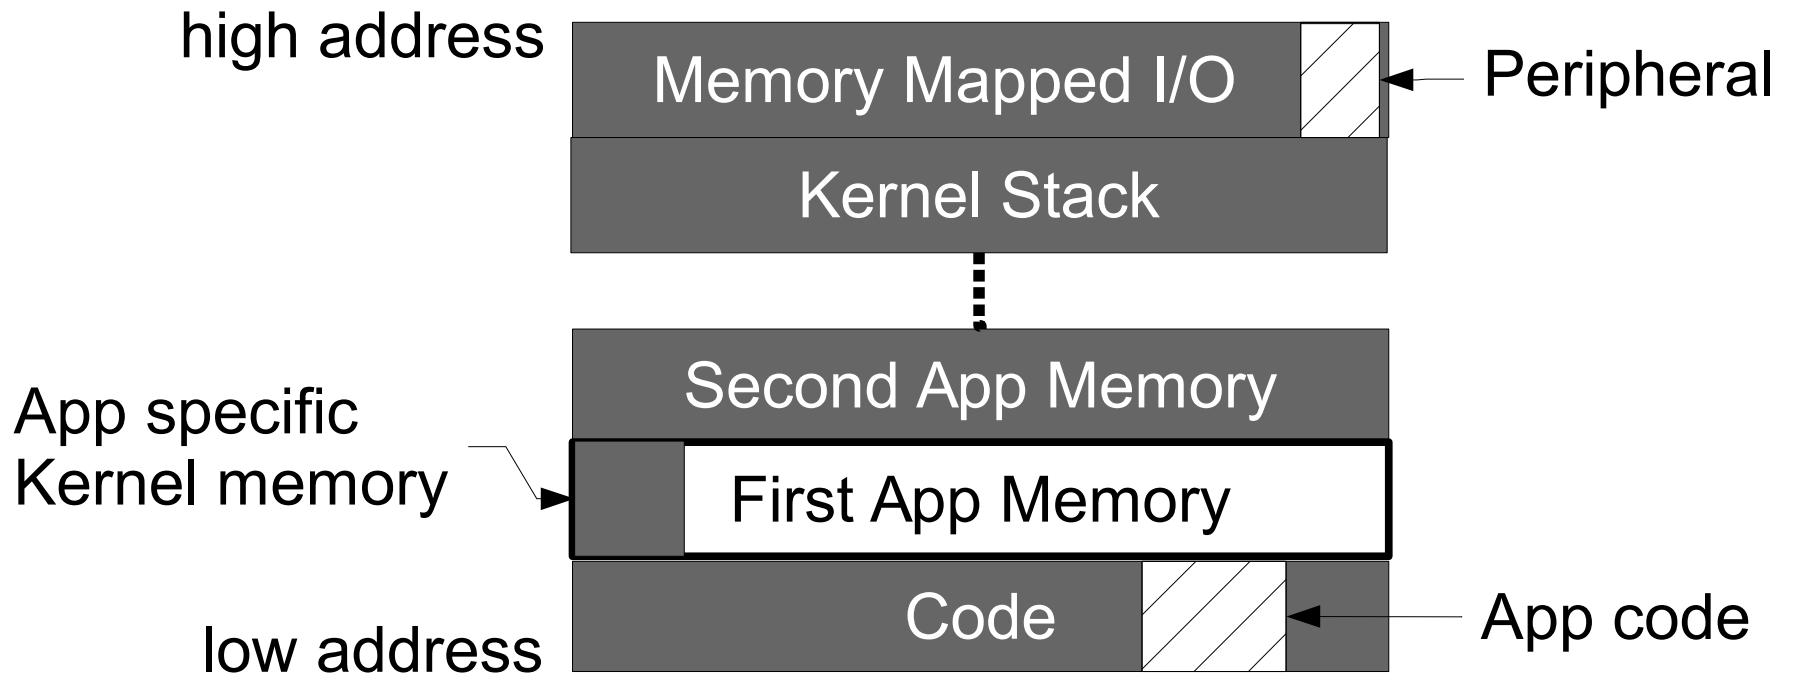 high address
Memory Mapped I/O
Peripheral
Kernel Stack
Second App Memory
App specific
Kernel memory
First App Memory
Code
App code
low address